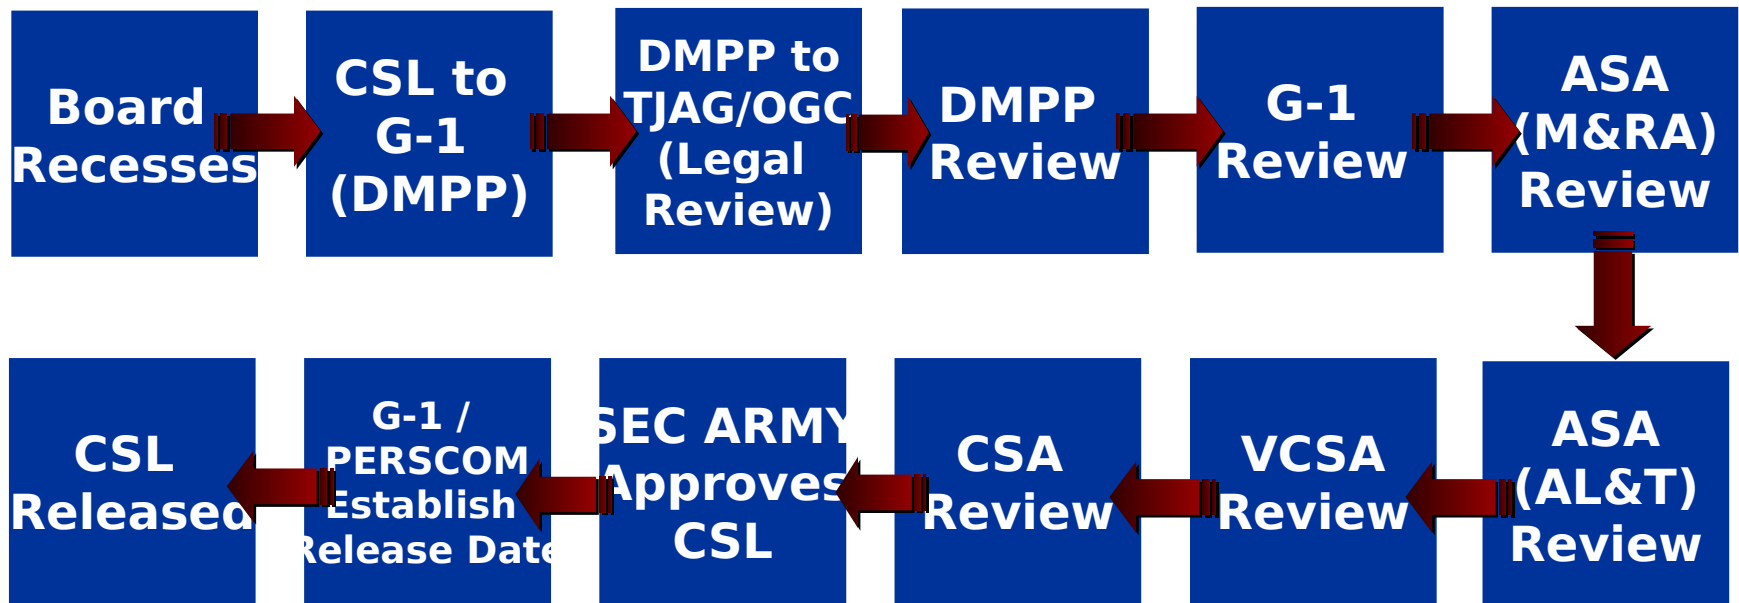 Board
Recesses
CSL to
G-1
(DMPP)
DMPP to
TJAG/OGC
(Legal
Review)
DMPP
Review
G-1
Review
ASA
(M&RA)
Review
ASA
(AL&T)
Review
VCSA
Review
CSA
Review
SEC ARMY
Approves
CSL
G-1 /
PERSCOM
Establish
Release Date
CSL
Released